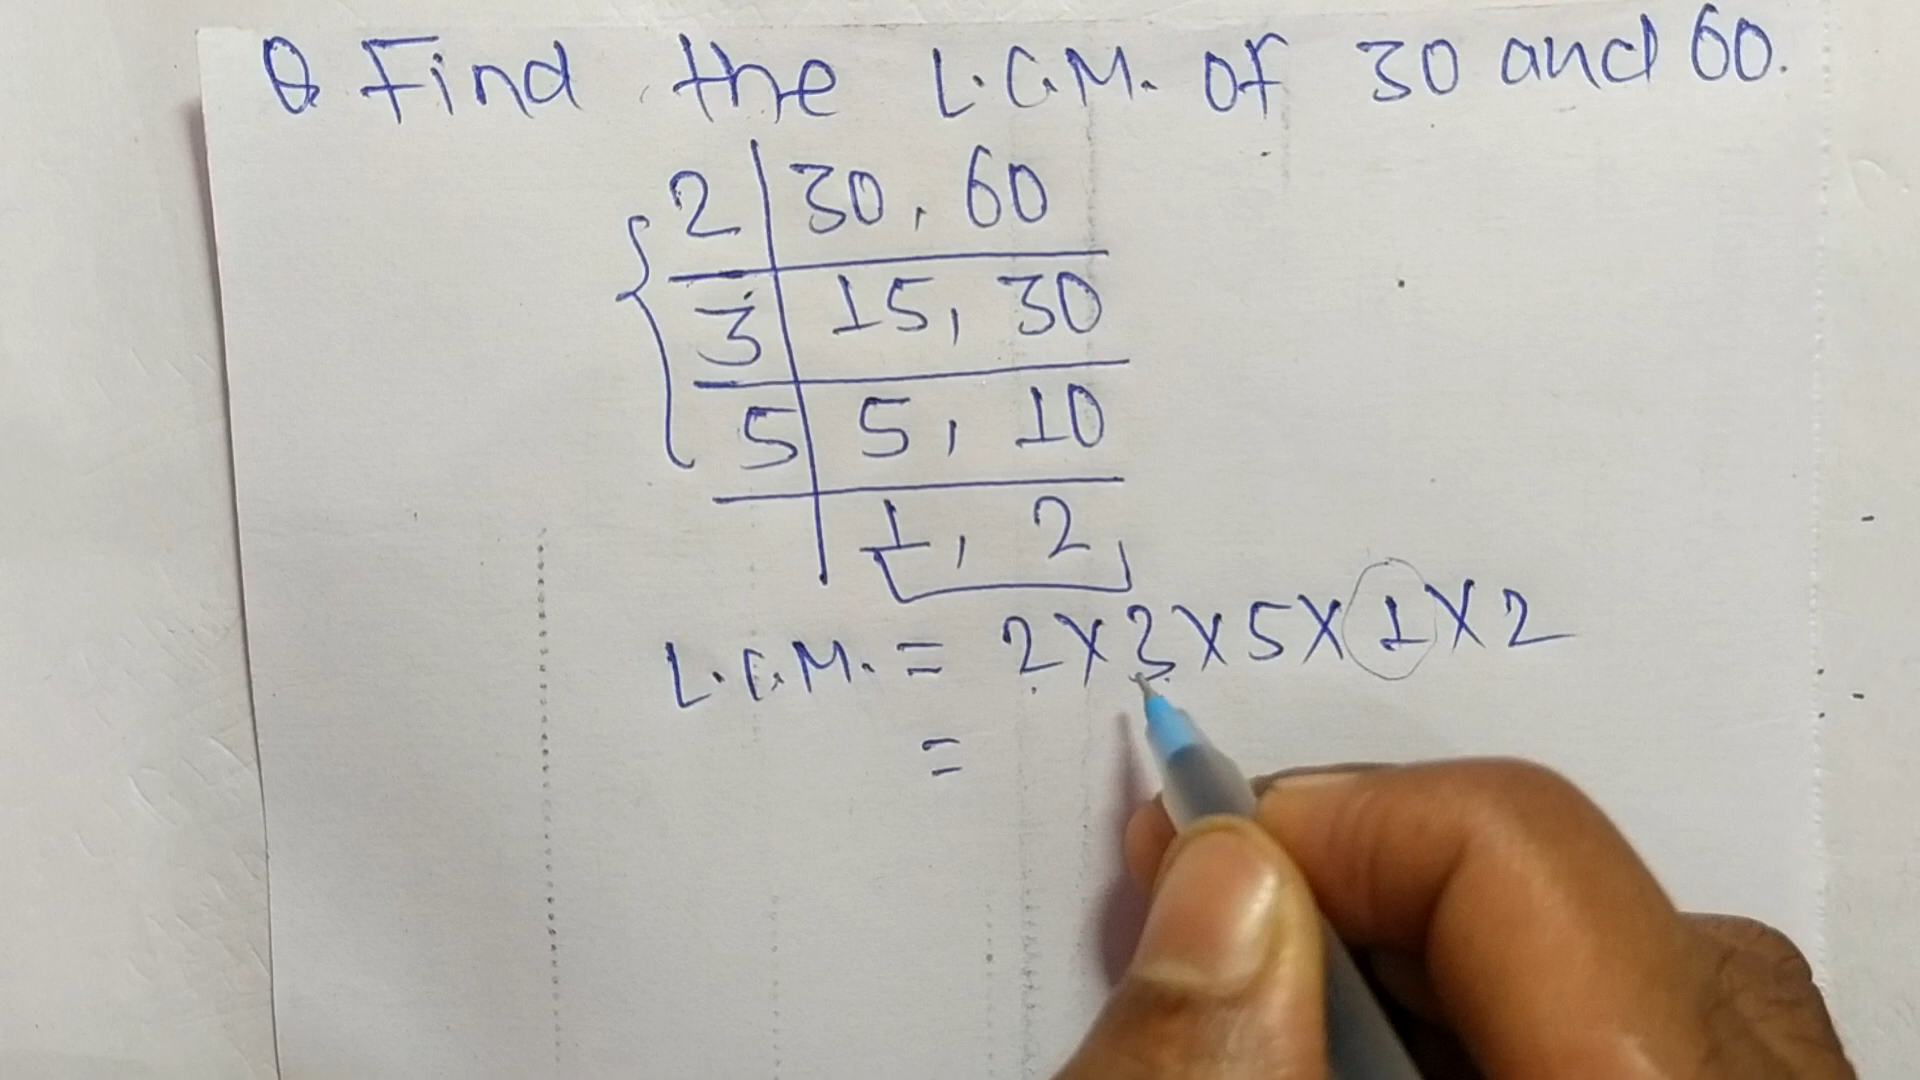 Q Find the L.C.M. of 30 and 60.
2 | 30, 60
3 | 15, 30
5 | 5, 10
1, 2
L.C.M. = 2 X 3 X 5 X 1 X 2
=